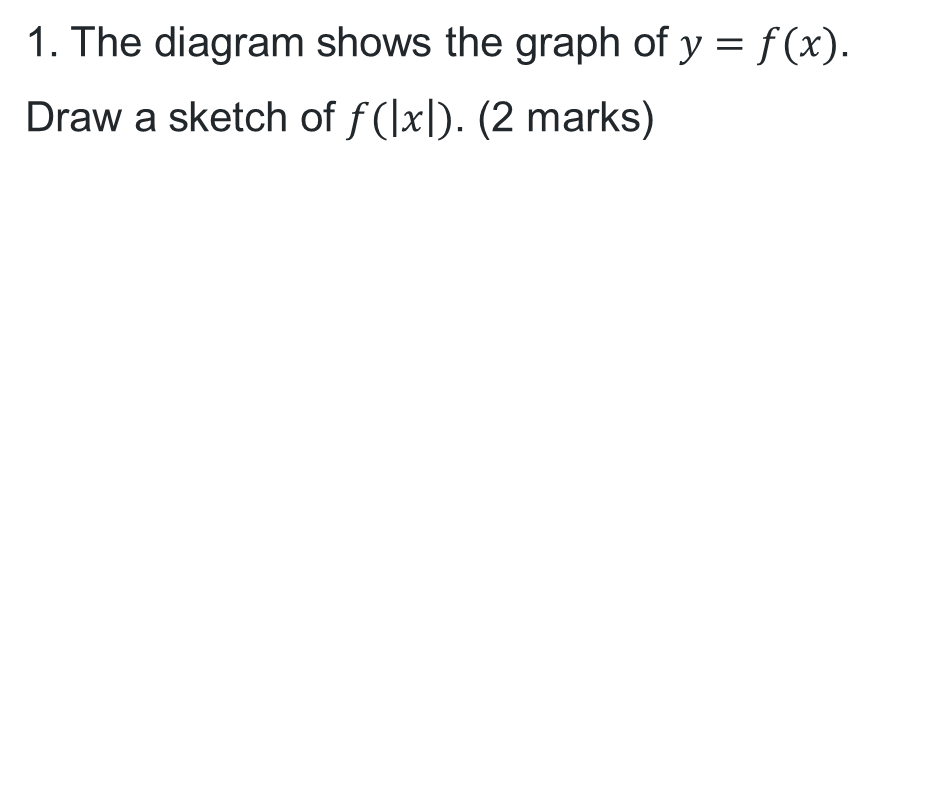 1. The diagram shows the graph of y = f(x).
Draw a sketch of f(|x|). (2 marks)